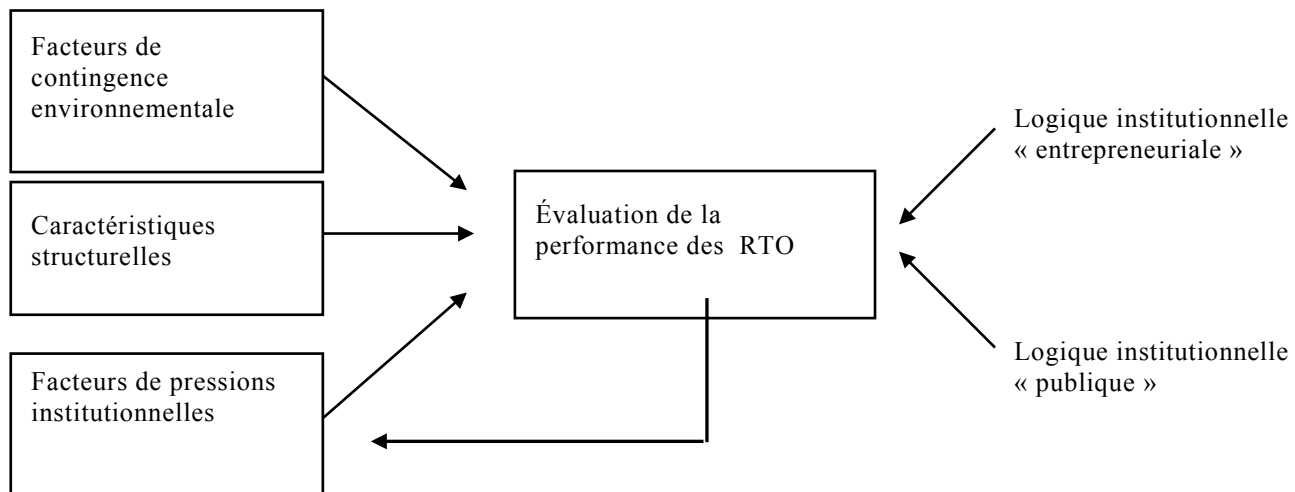 Facteurs de
contingence
environnementale
Caractéristiques
structurelles
Facteurs de pressions
institutionnelles
Évaluation de la
performance des RTO
Logique institutionnelle
« entrepreneuriale »
Logique institutionnelle
« publique »